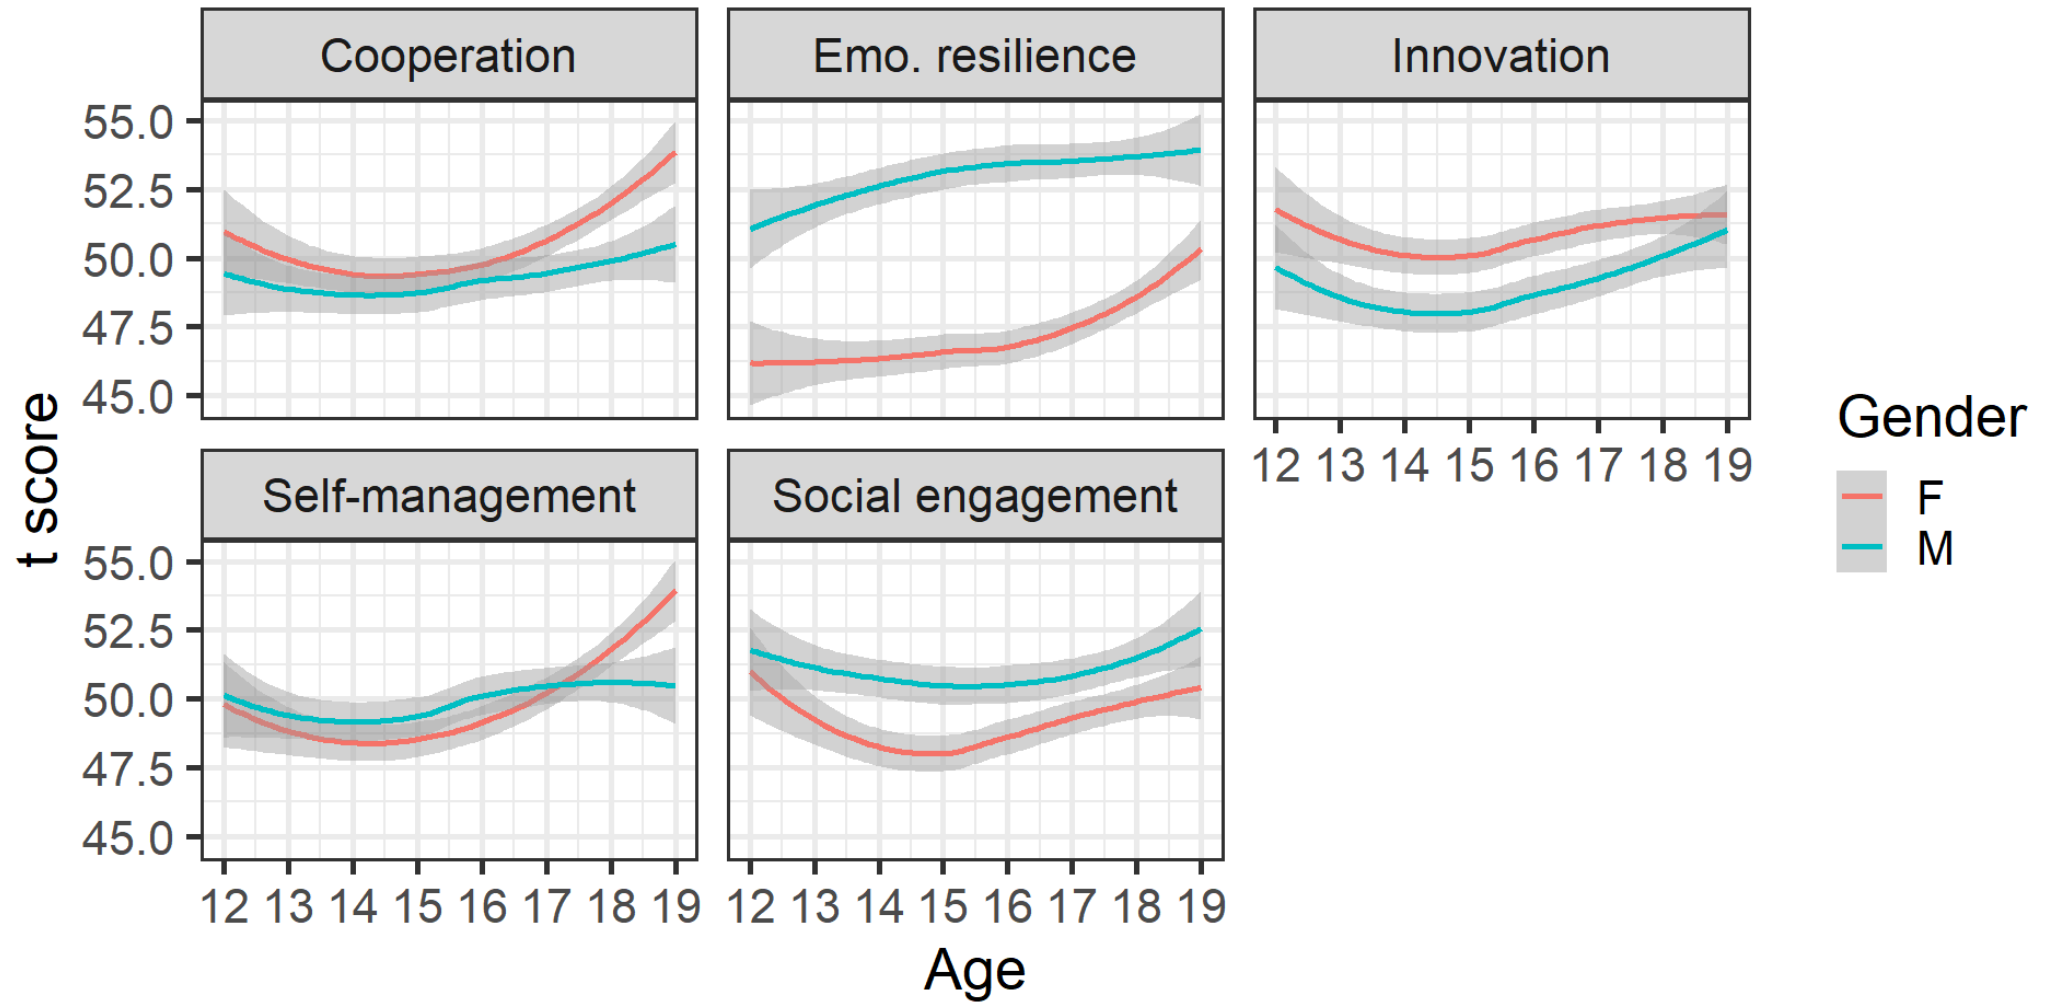 Cooperation
Emo. resilience
Innovation
55.0
52.5
50.0
47.5
45.0
12 13 14 15 16 17 18 19
Self-management
Social engagement
55.0
52.5
50.0
47.5
45.0
12 13 14 15 16 17 18 19
12 13 14 15 16 17 18 19
t score
Age
Gender
F
M